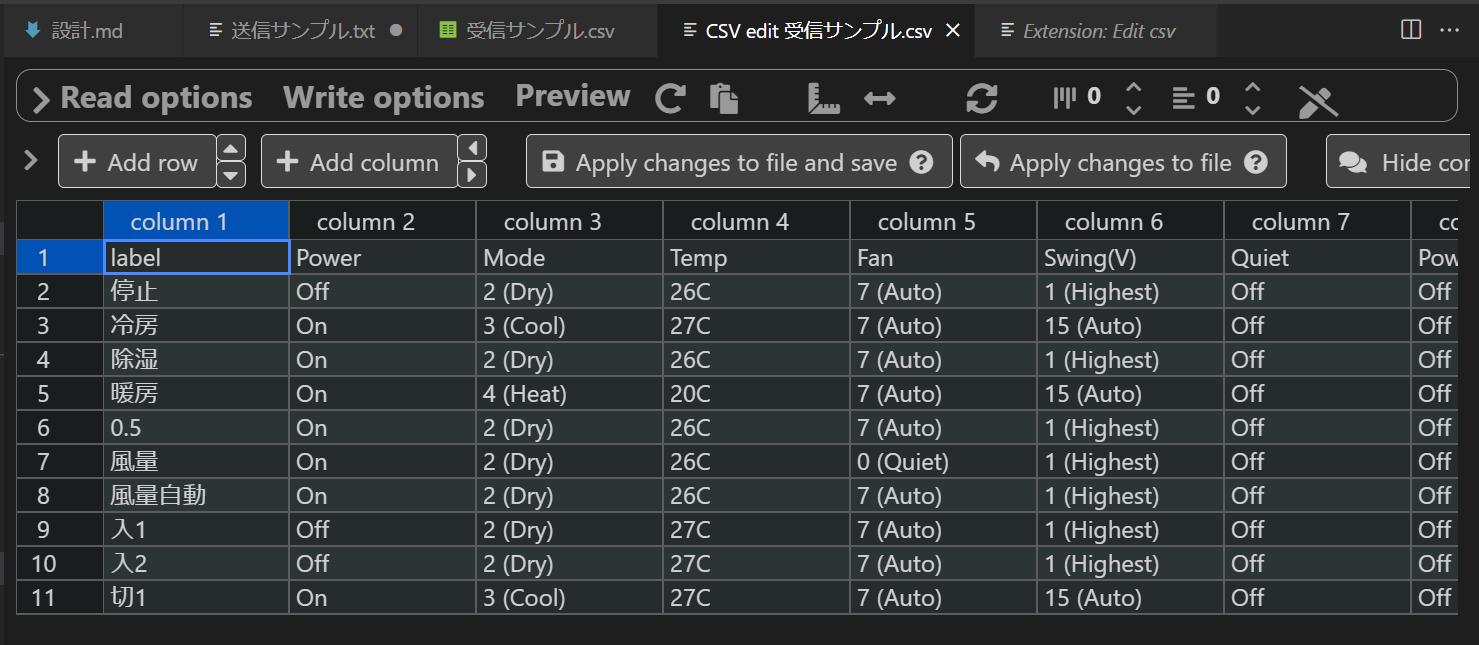 設計.md 送信サンプル.txt 受信サンプル.csv CSV edit 受信サンプル.csv Extension: Edit csv
Read options Write options Preview 0 0
Add row Add column Apply changes to file and save Apply changes to file Hide co
column 1 column 2 column 3 column 4 column 5 column 6 column 7 co
1 label Power Mode Temp Fan Swing(V) Quiet Pow
2 停止 Off 2 (Dry) 26C 7 (Auto) 1 (Highest) Off Off
3 冷房 On 3 (Cool) 27C 7 (Auto) 15 (Auto) Off Off
4 除湿 On 2 (Dry) 26C 7 (Auto) 1 (Highest) Off Off
5 暖房 On 4 (Heat) 20C 7 (Auto) 15 (Auto) Off Off
6 0.5 On 2 (Dry) 26C 7 (Auto) 1 (Highest) Off Off
7 風量 On 2 (Dry) 26C 0 (Quiet) 1 (Highest) Off Off
8 風量自動 On 2 (Dry) 26C 7 (Auto) 1 (Highest) Off Off
9 入1 Off 2 (Dry) 27C 7 (Auto) 1 (Highest) Off Off
10 入2 Off 2 (Dry) 27C 7 (Auto) 1 (Highest) Off Off
11 切1 On 3 (Cool) 27C 7 (Auto) 15 (Auto) Off Off